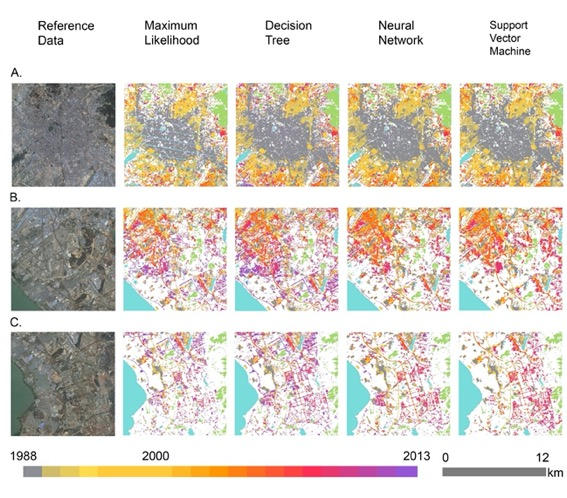 Reference Data
Maximum Likelihood
Decision Tree
Neural Network
Support Vector Machine
A.
B.
C.
1988 2000 2013
0 12
km